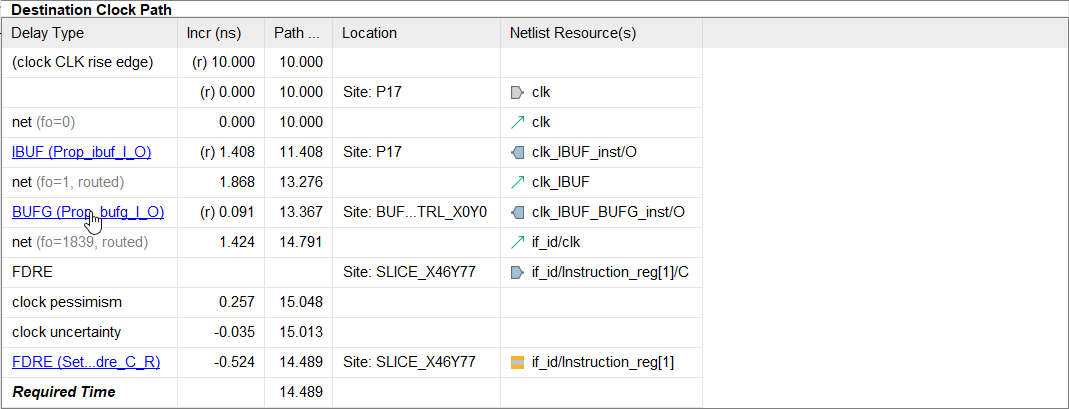 Destination Clock Path
Delay Type Incr (ns) Path ... Location Netlist Resource(s)
(clock CLK rise edge) (r) 10.000 10.000
(r) 0.000 10.000 Site: P17 clk
net (fo=0) 0.000 10.000 clk
IBUF (Prop_ibuf_I_O) (r) 1.408 11.408 Site: P17 clk_IBUF_inst/O
net (fo=1, routed) 1.868 13.276 clk_IBUF
BUFG (Prop_bufg_I_O) (r) 0.091 13.367 Site: BUF...TRL_X0Y0 clk_IBUF_BUFG_inst/O
net (fo=1839, routed) 1.424 14.791 if_id/clk
FDRE Site: SLICE_X46Y77 if_id/Instruction_reg[1]/C
clock pessimism 0.257 15.048
clock uncertainty -0.035 15.013
FDRE (Set...dre_C_R) -0.524 14.489 Site: SLICE_X46Y77 if_id/Instruction_reg[1]
Required Time 14.489